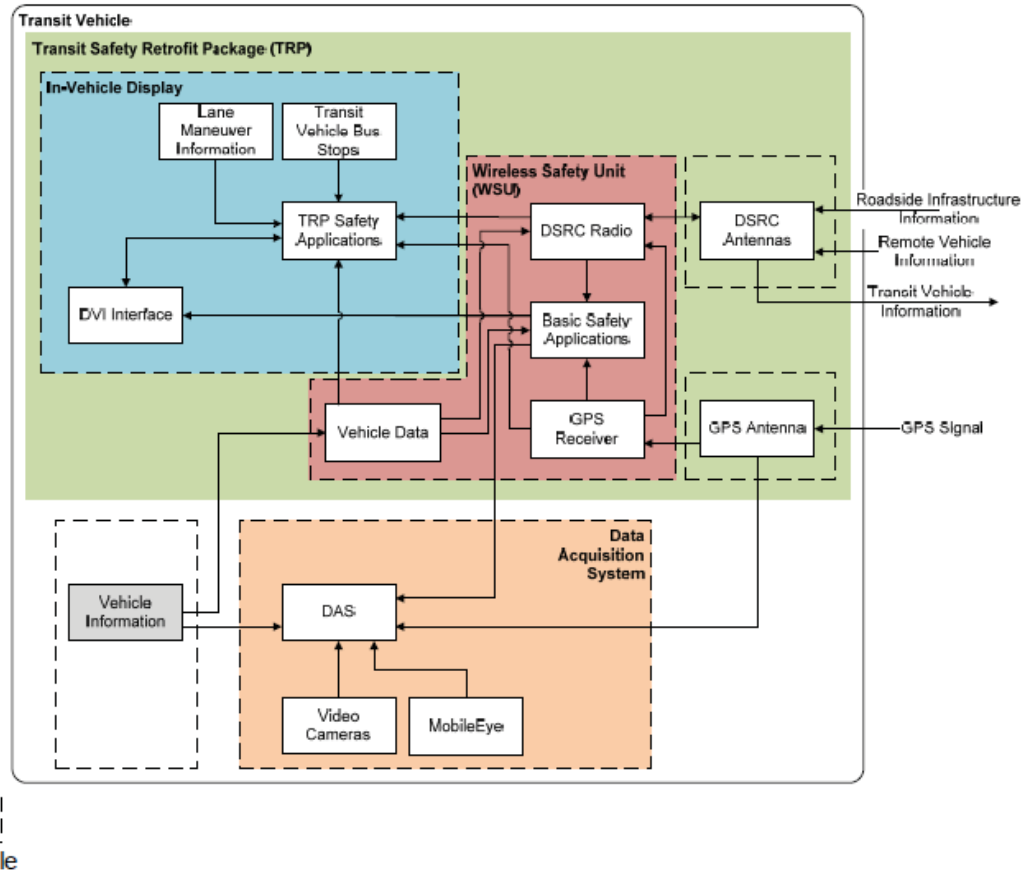 Transit Vehicle
Transit Safety Retrofit Package (TRP)
In-Vehicle Display
Lane
Maneuver
Information
Transit
Vehicle Bus
Stops
Wireless Safety Unit
(WSU)
TRP Safety
Applications
DSRC Radio
DSRC
Antennas
Roadside Infrastructure
Information
Remote Vehicle
Information
Transit Vehicle
Information
DVI Interface
Basic Safety
Applications
Vehicle Data
GPS
Receiver
GPS Antenna
GPS Signal
Data
Acquisition
System
Vehicle
Information
DAS
Video
Cameras
MobileEye
le